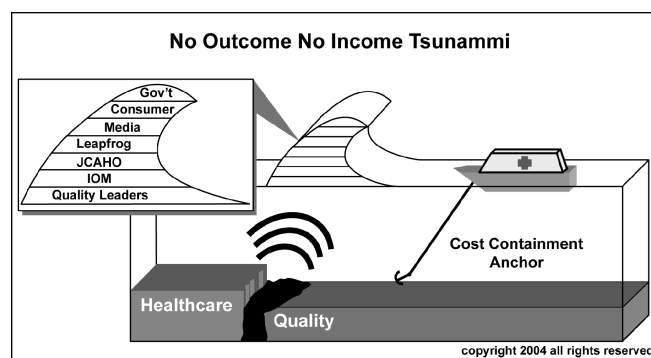 No Outcome No Income Tsunammi
Gov't
Consumer
Media
Leapfrog
JCAHO
IOM
Quality Leaders
Cost Containment
Anchor
Healthcare
Quality
copyright 2004 all rights reserved